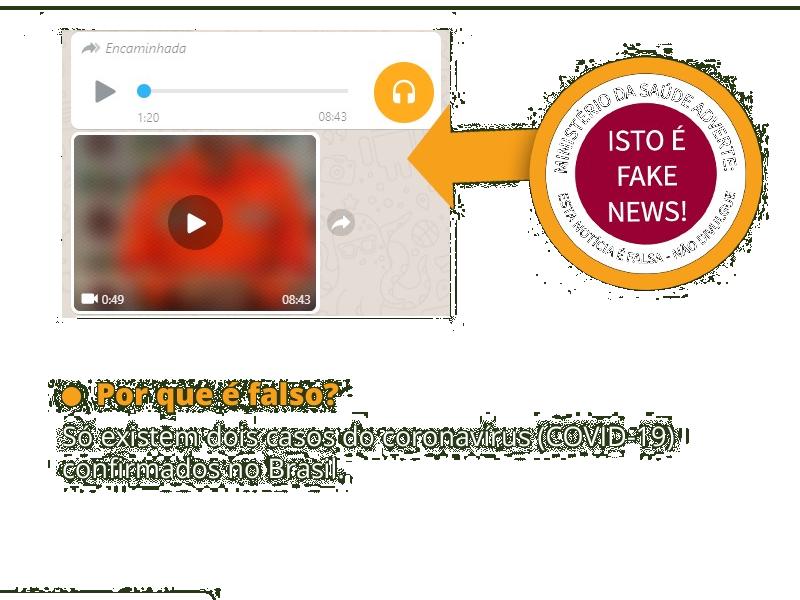 Encaminhada
1:20 08:43
0:49 08:43
MINISTÉRIO DA SAÚDE ADVERTE:
ISTO É
FAKE
NEWS!
ESTA NOTÍCIA É FALSA - NÃO DIVULGUE
Por que é falso?
Só existem dois casos do coronavírus (COVID-19)
confirmados no Brasil.